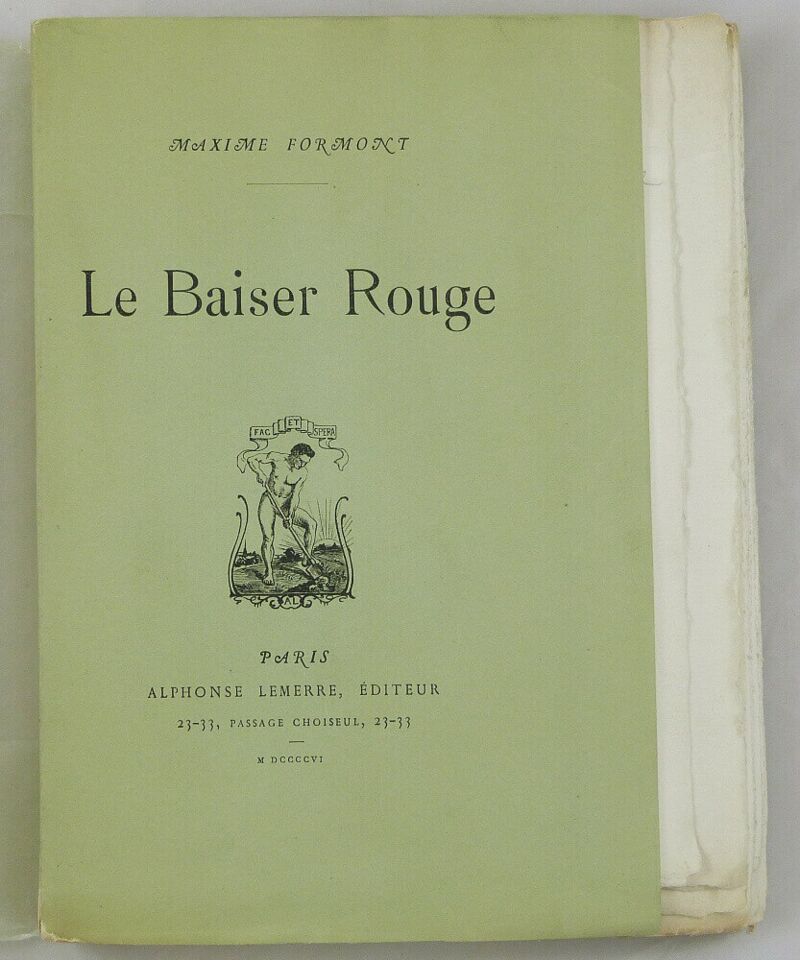 MAXIME FORMONT
Le Baiser Rouge
FAC ET SPERA
AL
PARIS
ALPHONSE LEMERRE, ÉDITEUR
23-33, PASSAGE CHOISEUL, 23-33
M DCCCCVI